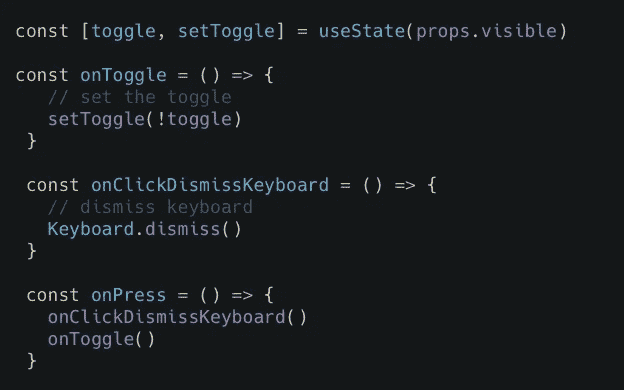 const [toggle, setToggle] = useState(props.visible)
const onToggle = () => {
// set the toggle
setToggle(!toggle)
}
const onClickDismissKeyboard = () => {
// dismiss keyboard
Keyboard.dismiss()
}
const onPress = () => {
onClickDismissKeyboard()
onToggle()
}